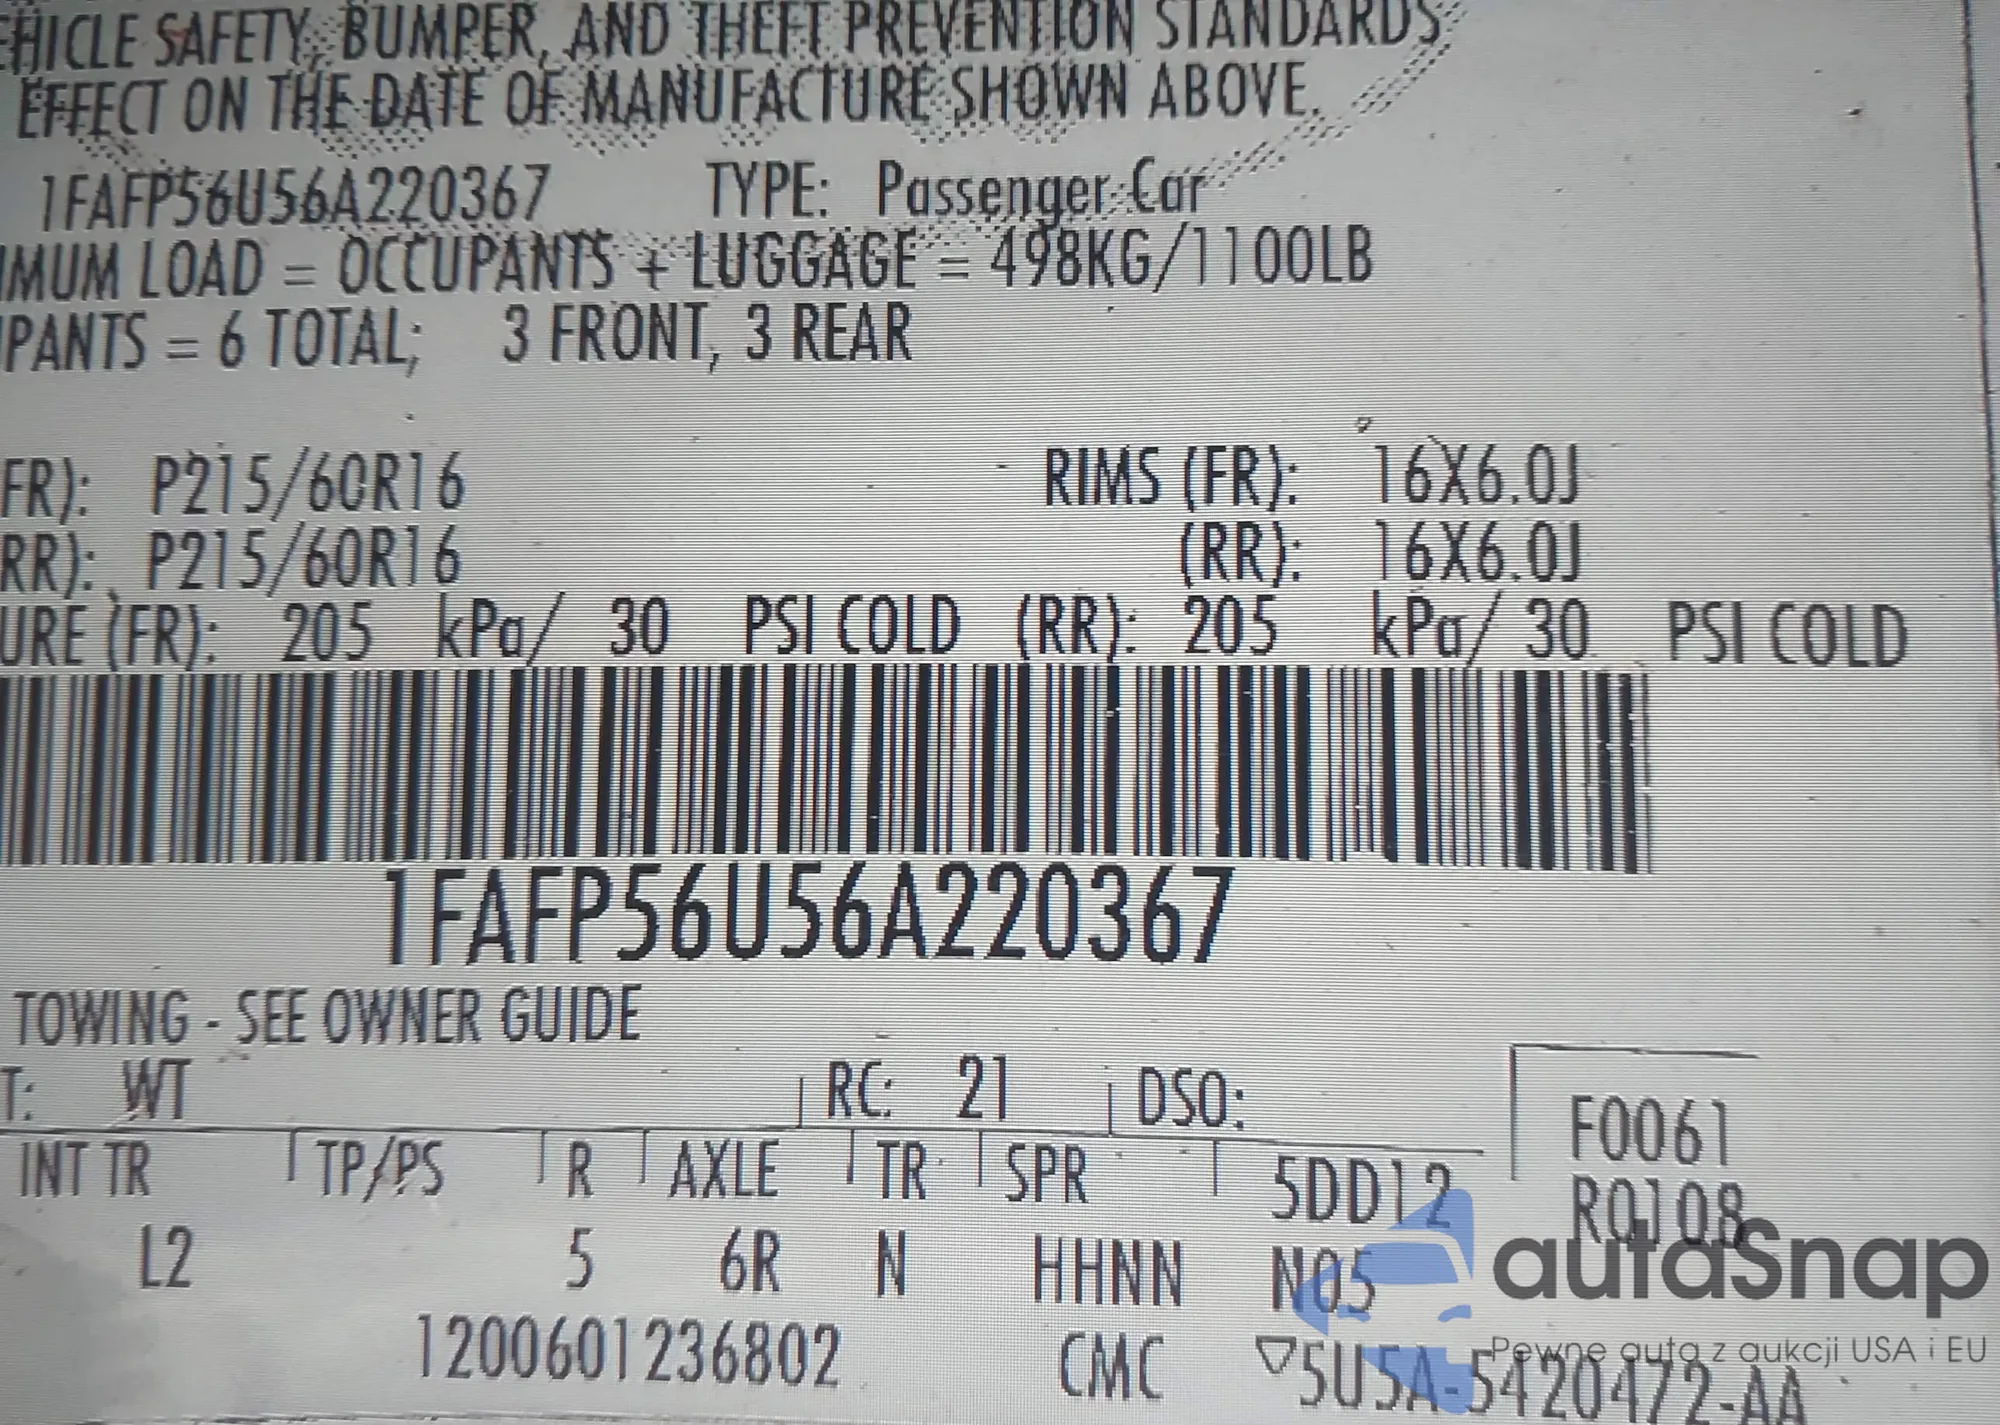 EHICLE SAFETY, BUMPER, AND THEFT PREVENTION STANDARDS
EFFECT ON THE DATE OF MANUFACTURE SHOWN ABOVE.
1FAFP56U56A220367 TYPE: Passenger Car
IMUM LOAD = OCCUPANTS + LUGGAGE = 498KG/1100LB
PANTS = 6 TOTAL; 3 FRONT, 3 REAR
FR): P215/60R16 RIMS (FR): 16X6.0J
RR): P215/60R16 (RR): 16X6.0J
URE (FR): 205 kPa/ 30 PSI COLD (RR): 205 kPa/ 30 PSI COLD
1FAFP56U56A220367
TOWING - SEE OWNER GUIDE
T: WT RC: 21 DSO: F0061
INT TR TP/PS R AXLE TR SPR 5DD12 R0108
L2 5 6R N HHNN N05
1200601236802 CMC ▽5U5A-5420472-AA
autaSnap
Pewne auta z aukcji USA i EU